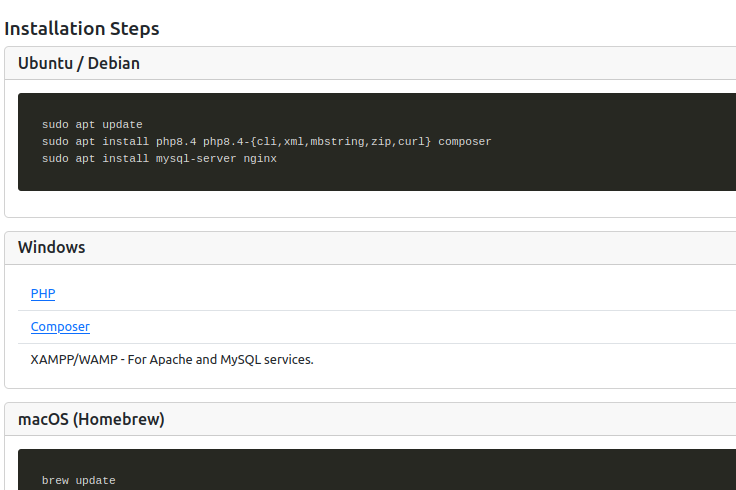 Installation Steps
Ubuntu / Debian
sudo apt update
sudo apt install php8.4 php8.4-{cli,xml,mbstring,zip,curl} composer
sudo apt install mysql-server nginx
Windows
PHP
Composer
XAMPP/WAMP - For Apache and MySQL services.
macOS (Homebrew)
brew update